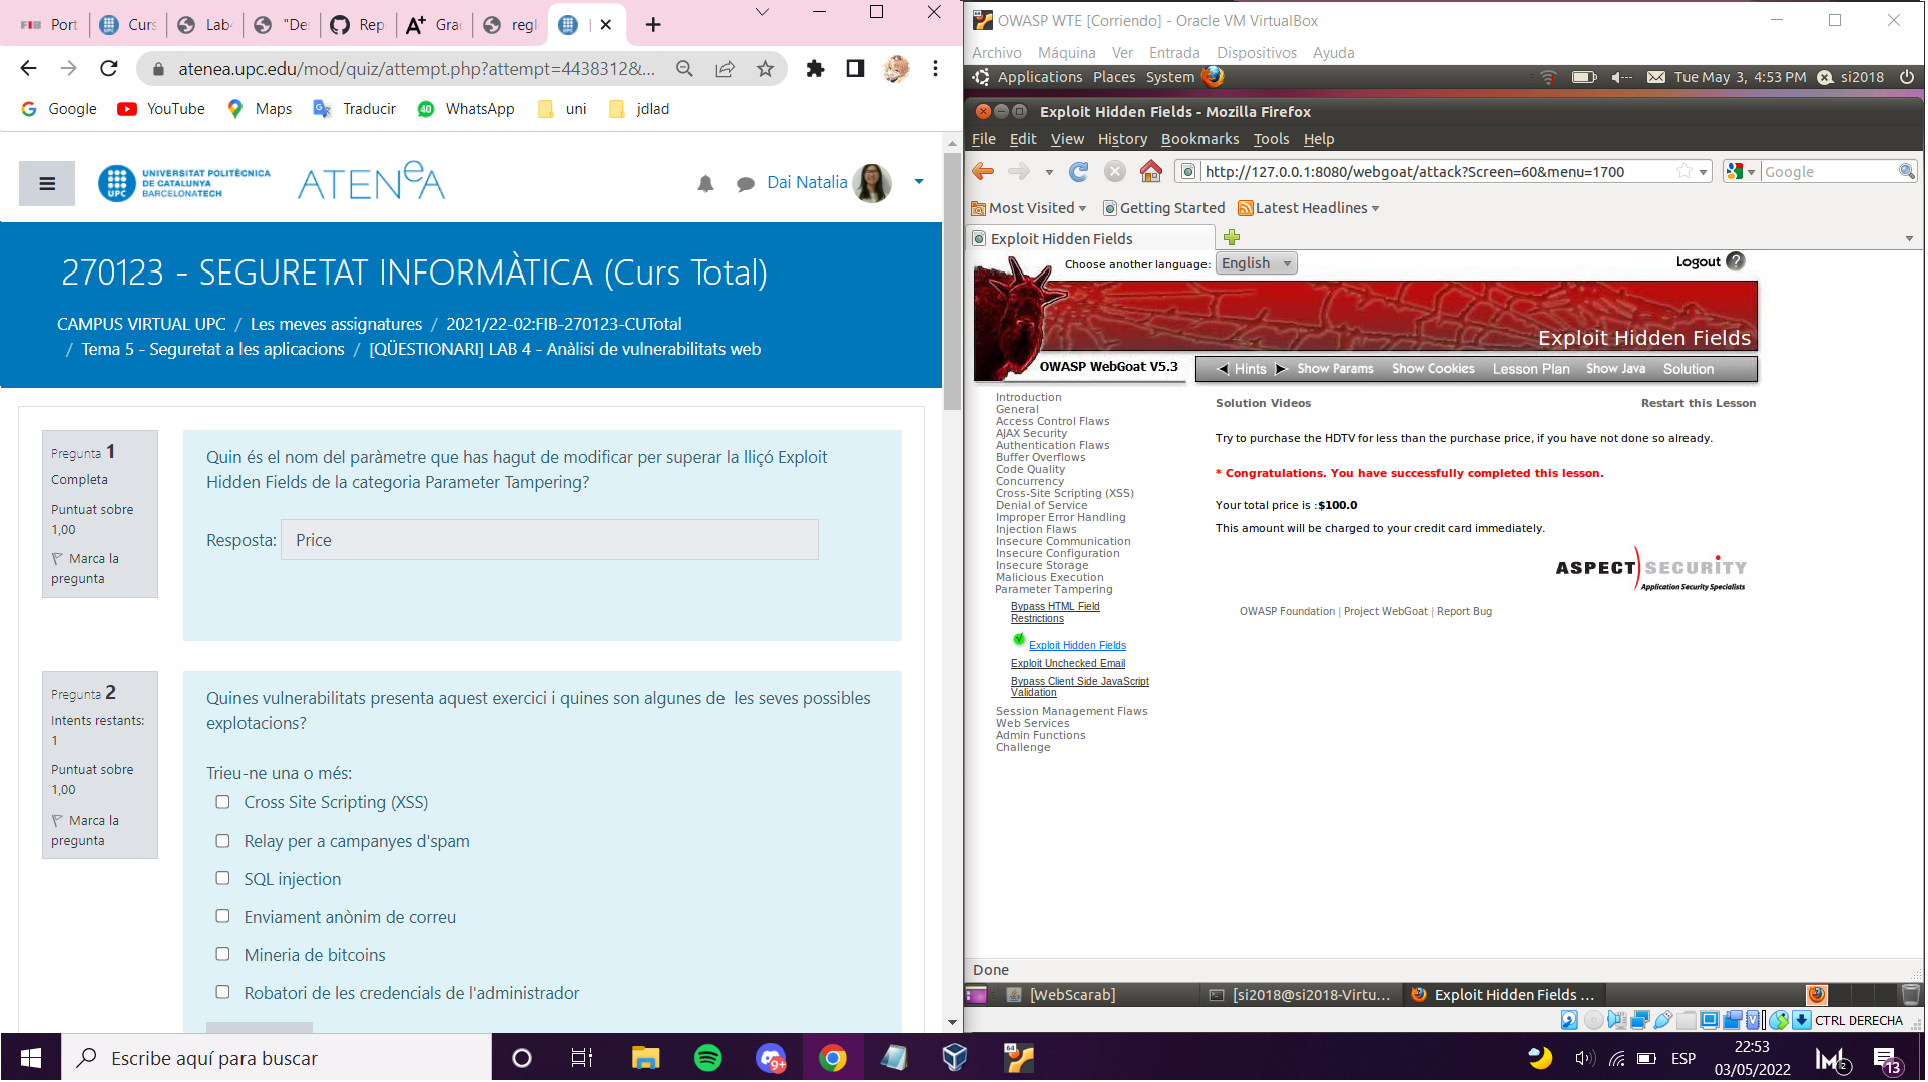 FIB Port
Curs
Lab
"De
Rep
A+ Grac
regl
atenea.upc.edu/mod/quiz/attempt.php?attempt=4438312&...
Google
YouTube
Maps
Traducir
WhatsApp
uni
jdlad
UNIVERSITAT POLITÈCNICA
DE CATALUNYA
BARCELONATECH
UPC
ATENeA
Dai Natalia
270123 - SEGURETAT INFORMÀTICA (Curs Total)
CAMPUS VIRTUAL UPC / Les meves assignatures / 2021/22-02:FIB-270123-CUTotal
/ Tema 5 - Seguretat a les aplicacions / [QÜESTIONARI] LAB 4 - Anàlisi de vulnerabilitats web
Pregunta 1
Completa
Puntuat sobre
1,00
Marca la
pregunta
Quin és el nom del paràmetre que has hagut de modificar per superar la lliçó Exploit
Hidden Fields de la categoria Parameter Tampering?
Resposta: Price
Pregunta 2
Intents restants:
1
Puntuat sobre
1,00
Marca la
pregunta
Quines vulnerabilitats presenta aquest exercici i quines son algunes de les seves possibles
explotacions?
Trieu-ne una o més:
Cross Site Scripting (XSS)
Relay per a campanyes d'spam
SQL injection
Enviament anònim de correu
Mineria de bitcoins
Robatori de les credencials de l'administrador
OWASP WTE [Corriendo] - Oracle VM VirtualBox
Archivo Máquina Ver Entrada Dispositivos Ayuda
Applications Places System
Tue May 3, 4:53 PM
si2018
Exploit Hidden Fields - Mozilla Firefox
File Edit View History Bookmarks Tools Help
http://127.0.0.1:8080/webgoat/attack?Screen=60&menu=1700
Google
Most Visited
Getting Started
Latest Headlines
Exploit Hidden Fields
Choose another language: English
Logout ?
Exploit Hidden Fields
OWASP WebGoat V5.3
Hints
Show Params
Show Cookies
Lesson Plan
Show Java
Solution
Introduction
General
Access Control Flaws
AJAX Security
Authentication Flaws
Buffer Overflows
Code Quality
Concurrency
Cross-Site Scripting (XSS)
Denial of Service
Improper Error Handling
Injection Flaws
Insecure Communication
Insecure Configuration
Insecure Storage
Malicious Execution
Parameter Tampering
Bypass HTML Field
Restrictions
Exploit Hidden Fields
Exploit Unchecked Email
Bypass Client Side JavaScript
Validation
Session Management Flaws
Web Services
Admin Functions
Challenge
Solution Videos
Restart this Lesson
Try to purchase the HDTV for less than the purchase price, if you have not done so already.
* Congratulations. You have successfully completed this lesson.
Your total price is :$100.0
This amount will be charged to your credit card immediately.
ASPECT SECURITY
Application Security Specialists
OWASP Foundation | Project WebGoat | Report Bug
Done
[WebScarab]
[si2018@si2018-Virtu...
Exploit Hidden Fields ...
CTRL DERECHA
Escribe aquí para buscar
9+
64
ESP
22:53
03/05/2022
2
13